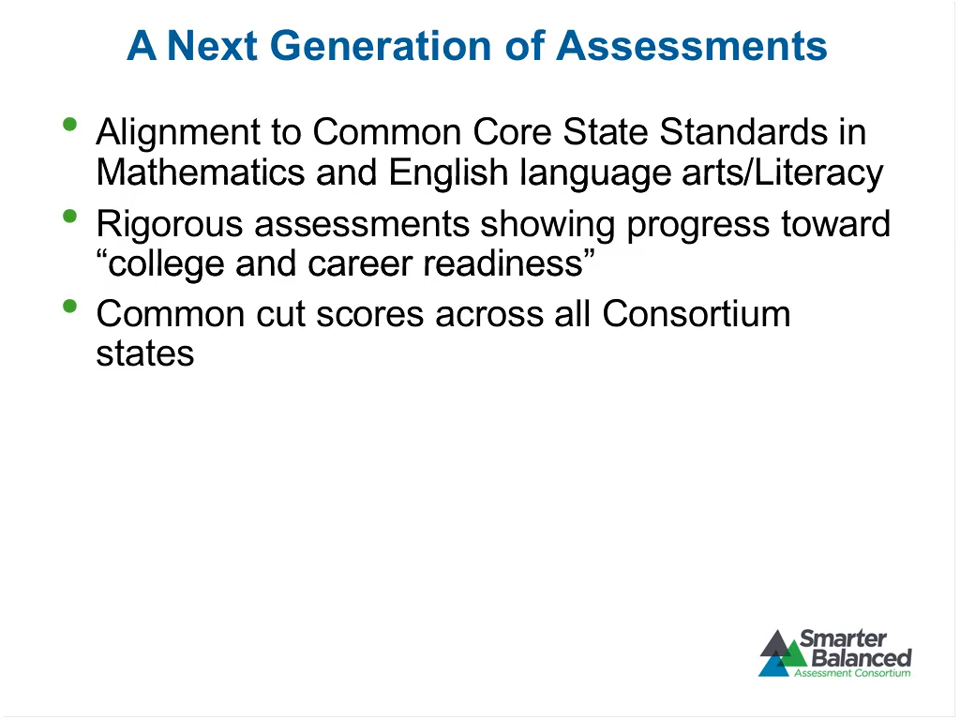 A Next Generation of Assessments
• Alignment to Common Core State Standards in
Mathematics and English language arts/Literacy
• Rigorous assessments showing progress toward
“college and career readiness”
• Common cut scores across all Consortium
states
Smarter
Balanced
Assessment Consortium